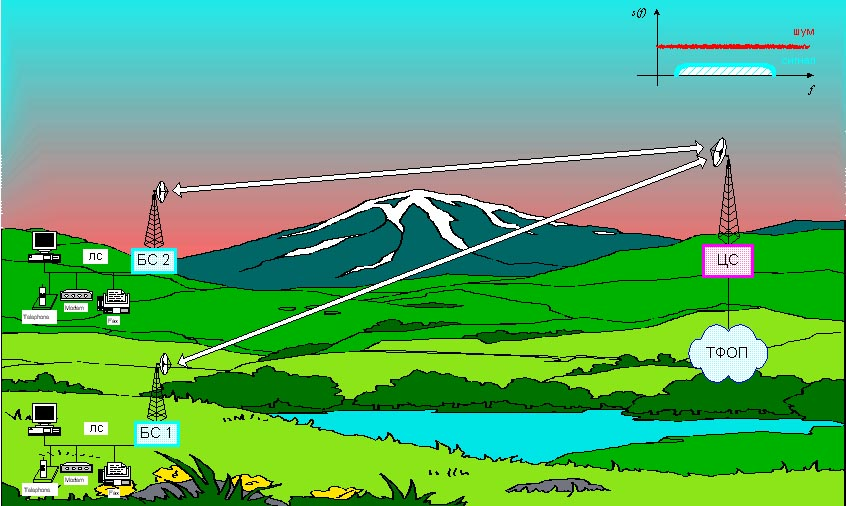 s(f)
шум
сигнал
f
ЛС
БС 2
ЦС
Telephone
Modem
Fax
ТФОП
ЛС
БС 1
Telephone
Modem
Fax